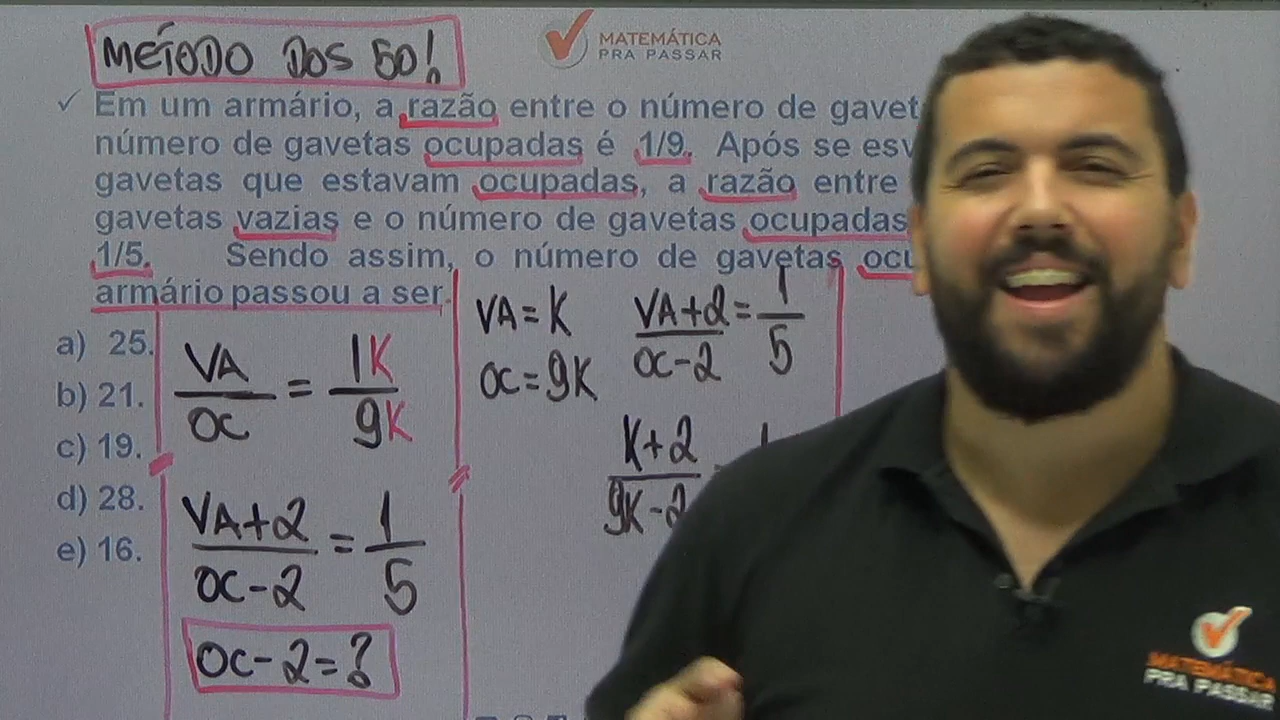 MÉTODO DOS 50!
MATEMÁTICA
PRA PASSAR
✓ Em um armário, a razão entre o número de
número de gavetas ocupadas é 1/9. Após se
gavetas que estavam ocupadas, a razão entre
gavetas vazias e o número de gavetas ocupadas
1/5. Sendo assim, o número de gavetas
armário passou a ser
a) 25.
b) 21.
c) 19.
d) 28.
e) 16.
VA/OC = 1K/9K
VA+2/OC-2 = 1/5
OC-2=?
VA=K
OC=9K
VA+2/OC-2 = 1/5
K+2/9K-2
MATEMÁTICA
PRA PASSAR